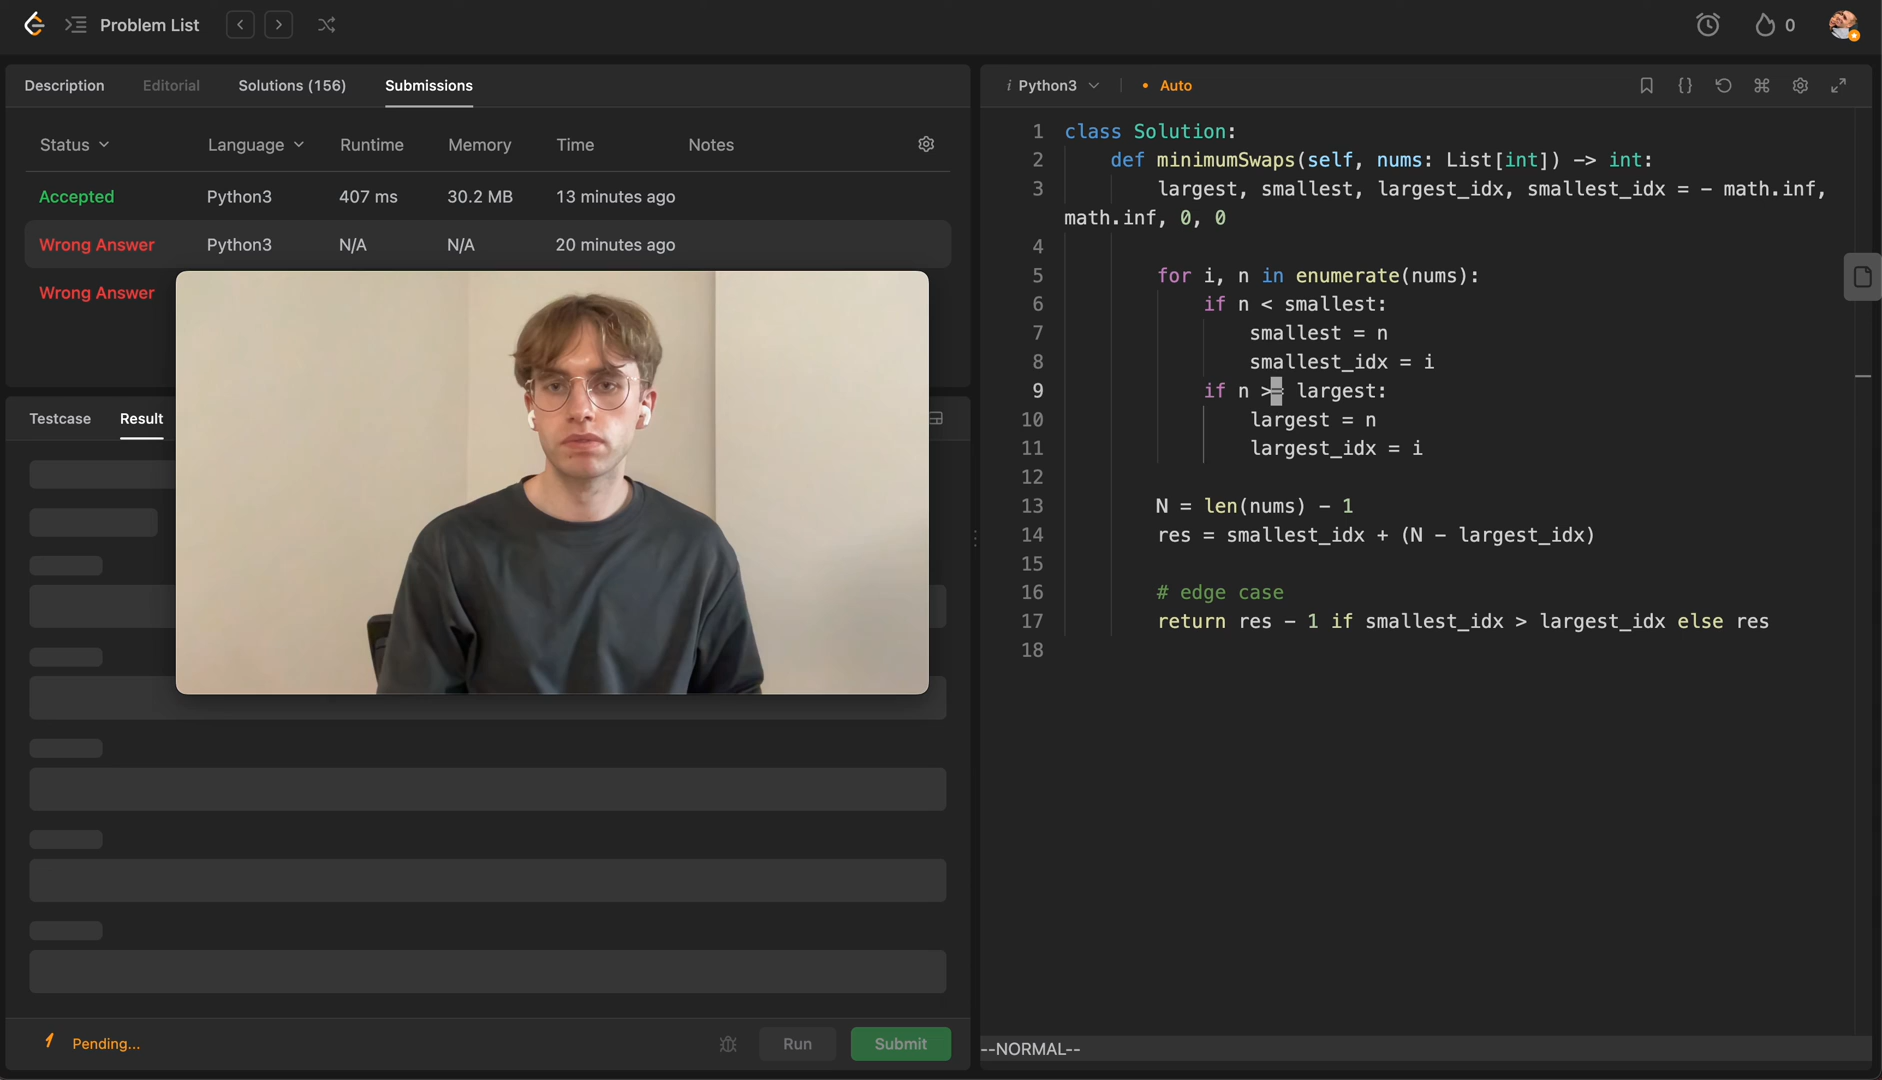 Problem List
0
Description Editorial Solutions (156) Submissions
Status Language Runtime Memory Time Notes
Accepted Python3 407 ms 30.2 MB 13 minutes ago
Wrong Answer Python3 N/A N/A 20 minutes ago
Wrong Answer
Testcase Result
Pending...
Run
Submit
i Python3 • Auto
1 class Solution:
2 def minimumSwaps(self, nums: List[int]) -> int:
3 largest, smallest, largest_idx, smallest_idx = - math.inf,
math.inf, 0, 0
4
5 for i, n in enumerate(nums):
6 if n < smallest:
7 smallest = n
8 smallest_idx = i
9 if n >= largest:
10 largest = n
11 largest_idx = i
12
13 N = len(nums) - 1
14 res = smallest_idx + (N - largest_idx)
15
16 # edge case
17 return res - 1 if smallest_idx > largest_idx else res
18
--NORMAL--